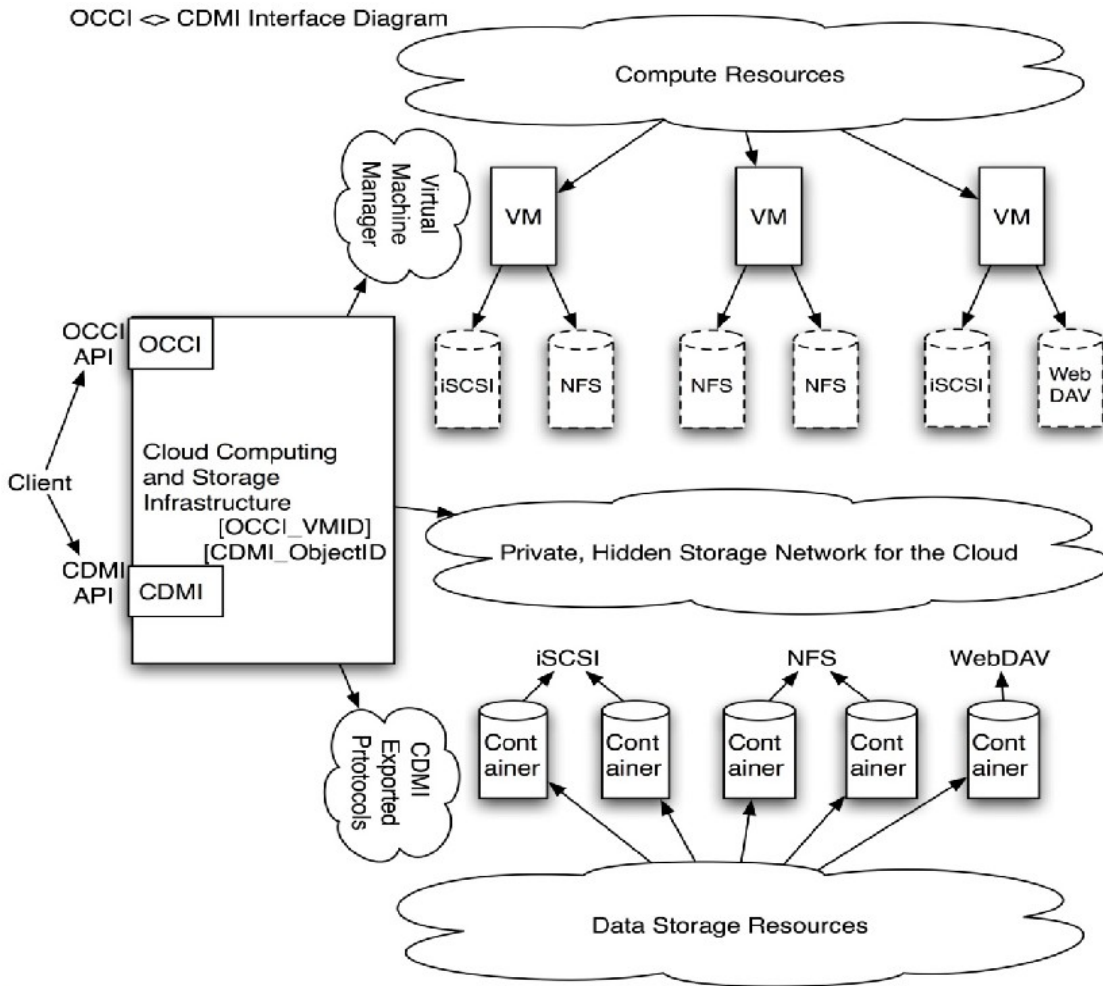 OCCI <> CDMI Interface Diagram
Compute Resources
Virtual
Machine
Manager
VM
VM
VM
iSCSI
NFS
NFS
NFS
iSCSI
Web
DAV
OCCI
API
OCCI
Client
Cloud Computing
and Storage
Infrastructure
[OCCI_VMID]
[CDMI_ObjectID
CDMI
API
CDMI
Private, Hidden Storage Network for the Cloud
iSCSI
NFS
WebDAV
CDMI
Exported
Prtotocols
Cont
ainer
Cont
ainer
Cont
ainer
Cont
ainer
Cont
ainer
Data Storage Resources